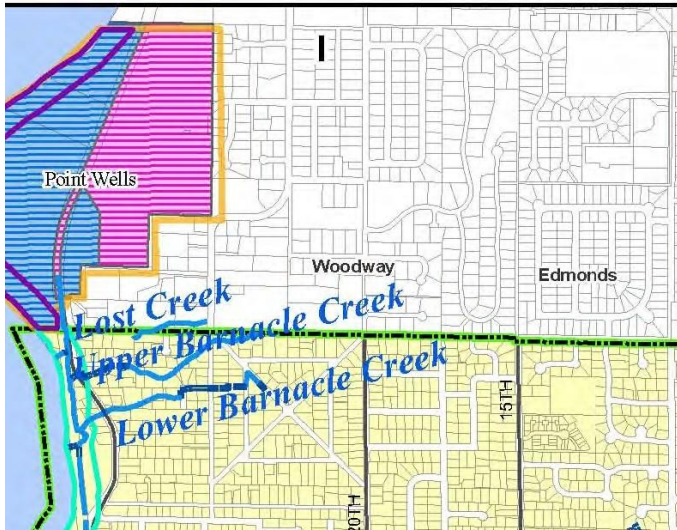 Point Wells
Woodway
Edmonds
Lost Creek
Upper Barnacle Creek
Lower Barnacle Creek
15TH
20TH